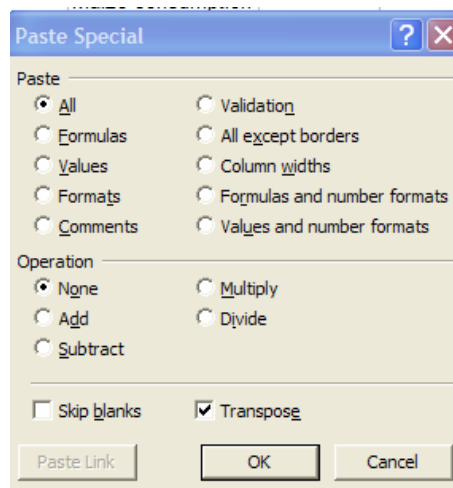 Paste Special
Paste
All
Validation
Formulas
All except borders
Values
Column widths
Formats
Formulas and number formats
Comments
Values and number formats
Operation
None
Multiply
Add
Divide
Subtract
Skip blanks
Transpose
Paste Link
OK
Cancel